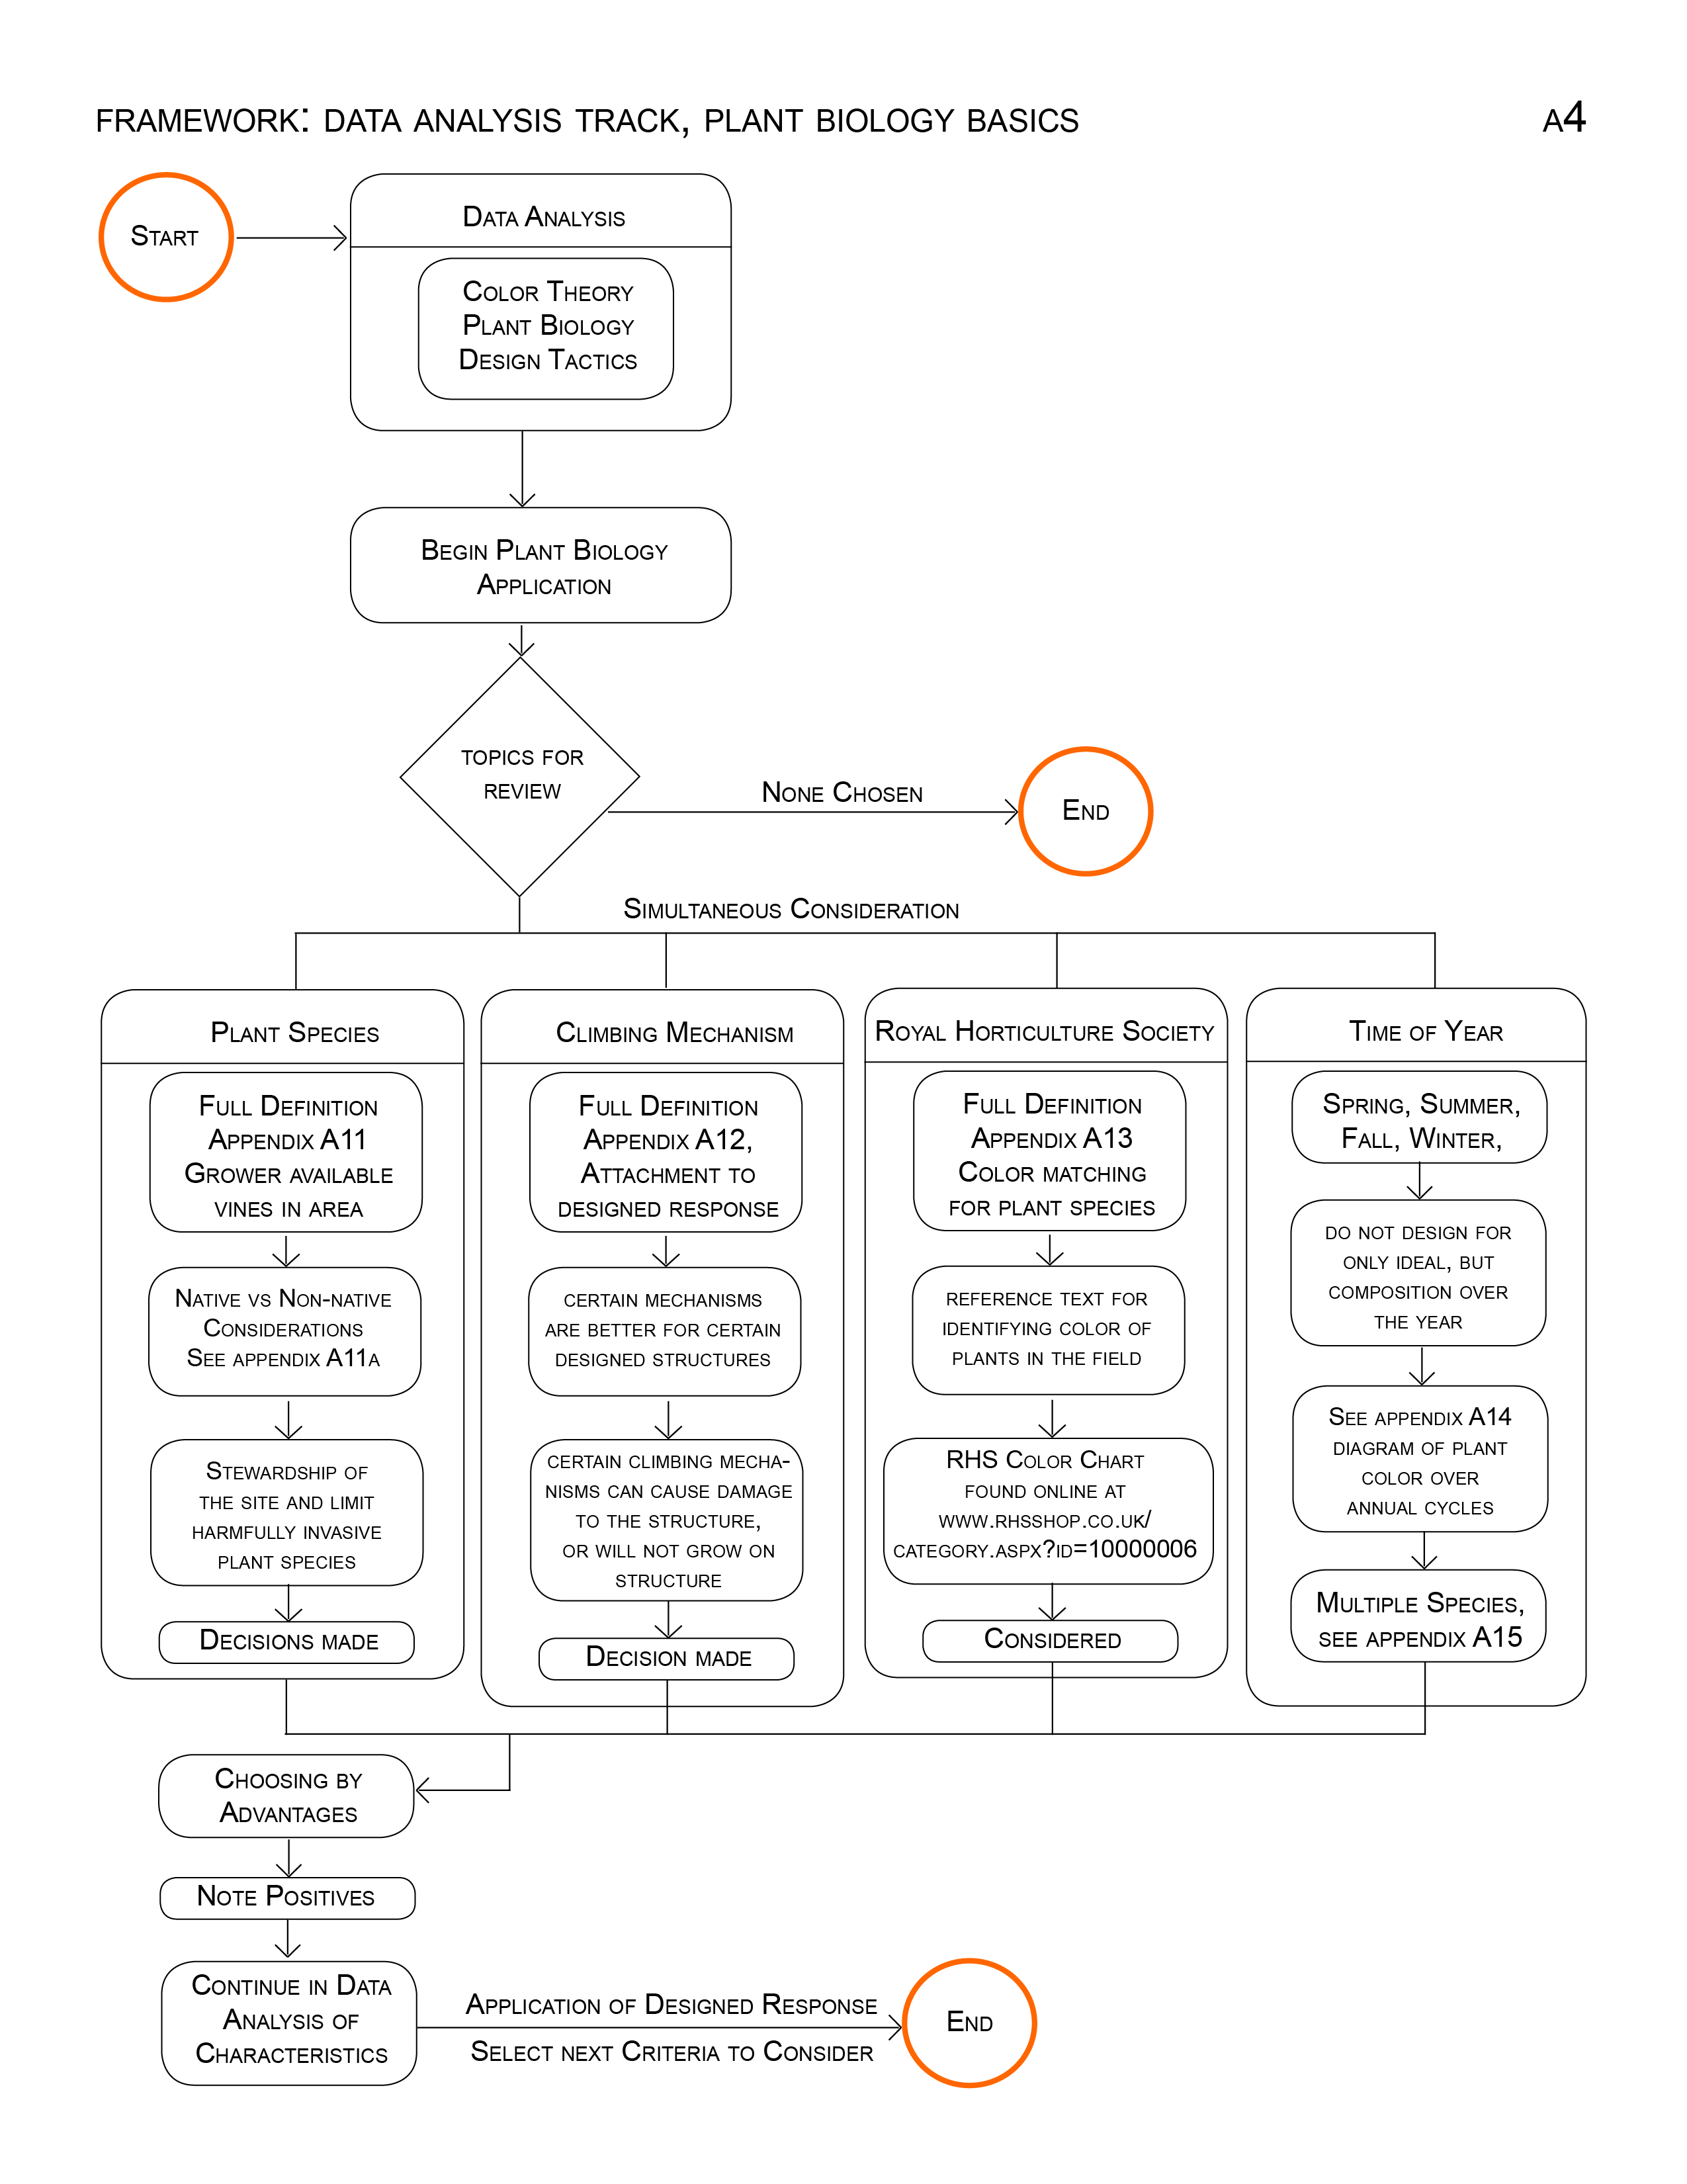 FRAMEWORK: DATA ANALYSIS TRACK, PLANT BIOLOGY BASICS
A4
START
DATA ANALYSIS
COLOR THEORY
PLANT BIOLOGY
DESIGN TACTICS
BEGIN PLANT BIOLOGY
APPLICATION
TOPICS FOR
REVIEW
NONE CHOSEN
END
SIMULTANEOUS CONSIDERATION
PLANT SPECIES
FULL DEFINITION
APPENDIX A11
GROWER AVAILABLE
VINES IN AREA
NATIVE VS NON-NATIVE
CONSIDERATIONS
SEE APPENDIX A11A
STEWARDSHIP OF
THE SITE AND LIMIT
HARMFULLY INVASIVE
PLANT SPECIES
DECISIONS MADE
CLIMBING MECHANISM
FULL DEFINITION
APPENDIX A12,
ATTACHMENT TO
DESIGNED RESPONSE
CERTAIN MECHANISMS
ARE BETTER FOR CERTAIN
DESIGNED STRUCTURES
CERTAIN CLIMBING MECHA-
NISMS CAN CAUSE DAMAGE
TO THE STRUCTURE,
OR WILL NOT GROW ON
STRUCTURE
DECISION MADE
ROYAL HORTICULTURE SOCIETY
FULL DEFINITION
APPENDIX A13
COLOR MATCHING
FOR PLANT SPECIES
REFERENCE TEXT FOR
IDENTIFYING COLOR OF
PLANTS IN THE FIELD
RHS COLOR CHART
FOUND ONLINE AT
WWW.RHSSHOP.CO.UK/
CATEGORY.ASPX?ID=10000006
CONSIDERED
TIME OF YEAR
SPRING, SUMMER,
FALL, WINTER,
DO NOT DESIGN FOR
ONLY IDEAL, BUT
COMPOSITION OVER
THE YEAR
SEE APPENDIX A14
DIAGRAM OF PLANT
COLOR OVER
ANNUAL CYCLES
MULTIPLE SPECIES,
SEE APPENDIX A15
CHOOSING BY
ADVANTAGES
NOTE POSITIVES
CONTINUE IN DATA
ANALYSIS OF
CHARACTERISTICS
APPLICATION OF DESIGNED RESPONSE
SELECT NEXT CRITERIA TO CONSIDER
END